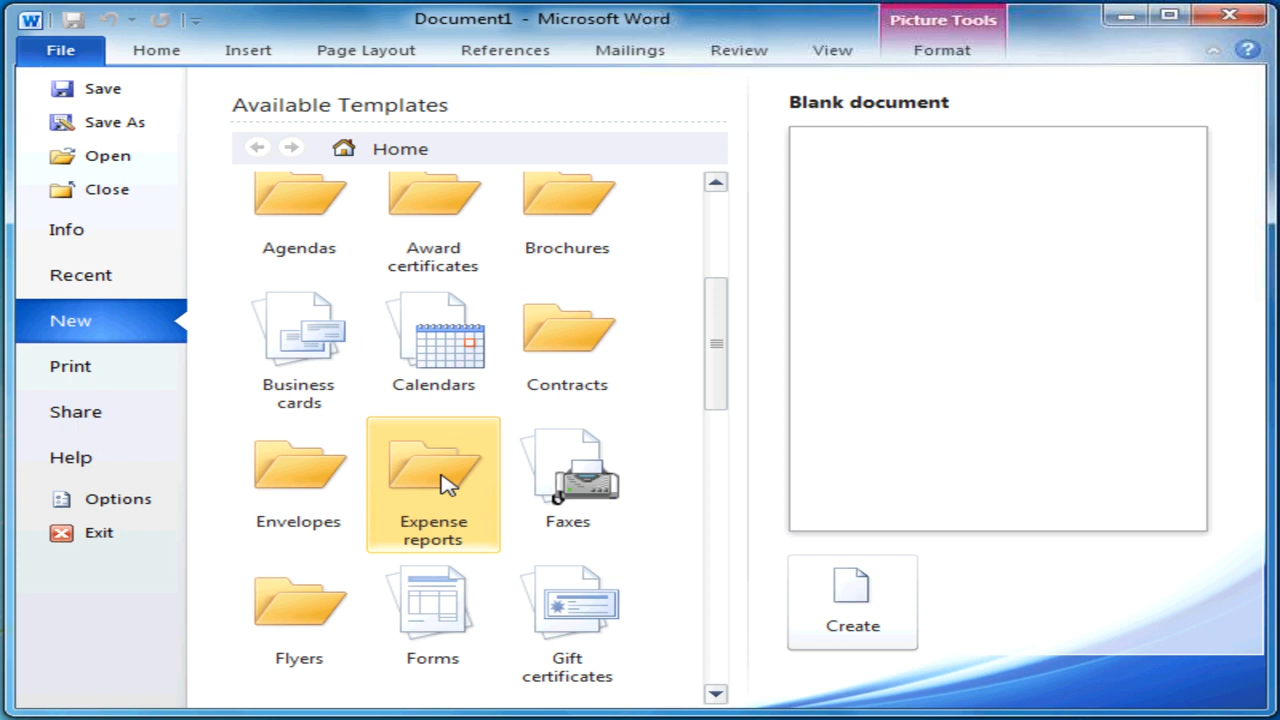 W
Document1 - Microsoft Word
Picture Tools
File Home Insert Page Layout References Mailings Review View Format
?
Save
Save As
Open
Close
Info
Recent
New
Print
Share
Help
Options
Exit
Available Templates
Home
Agendas
Award
certificates
Brochures
Business
cards
Calendars
Contracts
Envelopes
Expense
reports
Faxes
Flyers
Forms
Gift
certificates
Blank document
Create